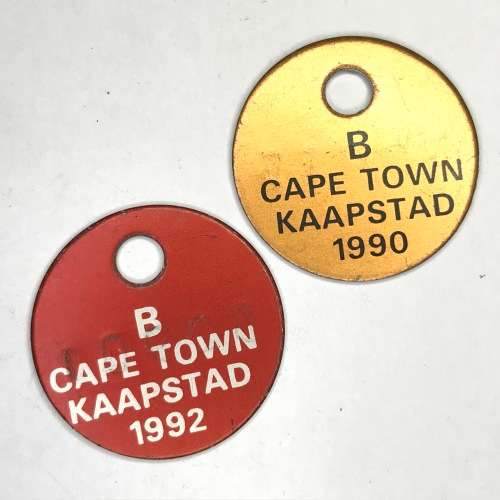 B
CAPE TOWN
KAAPSTAD
1990
B
CAPE TOWN
KAAPSTAD
1992